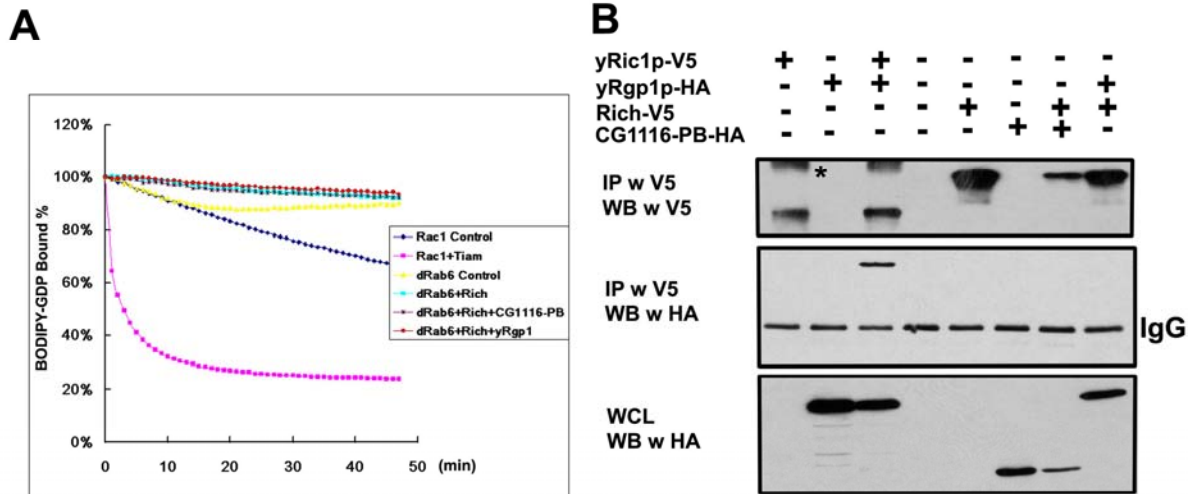 A
120%
100%
80%
60%
40%
20%
0%
BODIPY-GDP Bound %
0 10 20 30 40 50 (min)
Rac1 Control
Rac1+Tiam
dRab6 Control
dRab6+Rich
dRab6+Rich+CG1116-PB
dRab6+Rich+yRgp1
B
yRic1p-V5 + - + - - - - -
yRgp1p-HA - + + - - - - +
Rich-V5 - - - - + - + +
CG1116-PB-HA - - - - - + + -
*
IP w V5
WB w V5
IP w V5
WB w HA
IgG
WCL
WB w HA